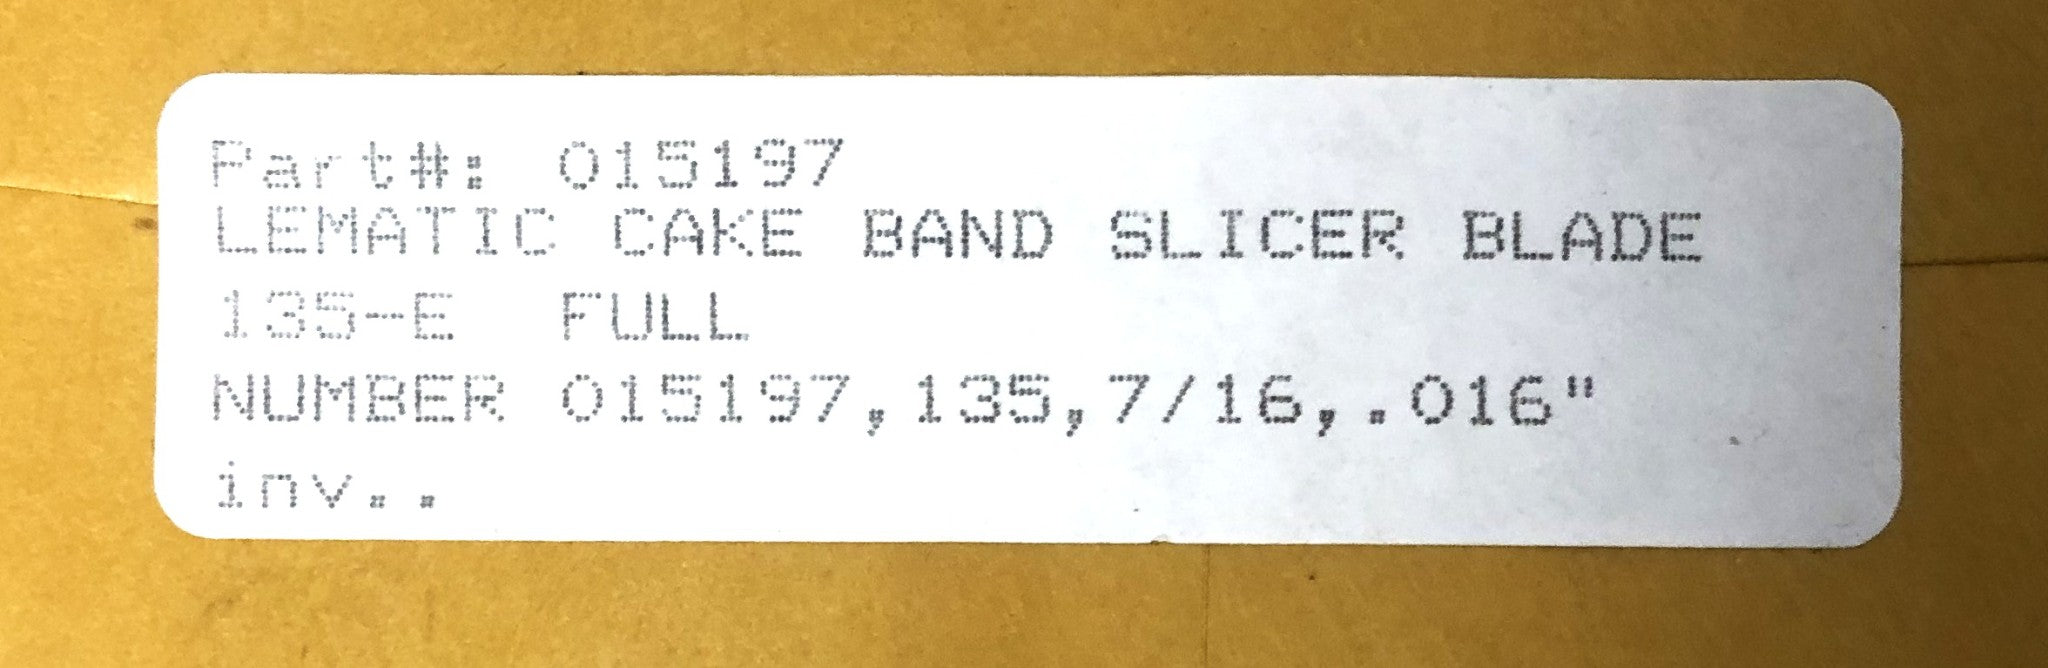 Part#: 015197
LEMATIC CAKE BAND SLICER BLADE
135-E  FULL
NUMBER 015197,135,7/16,.016"
inv..